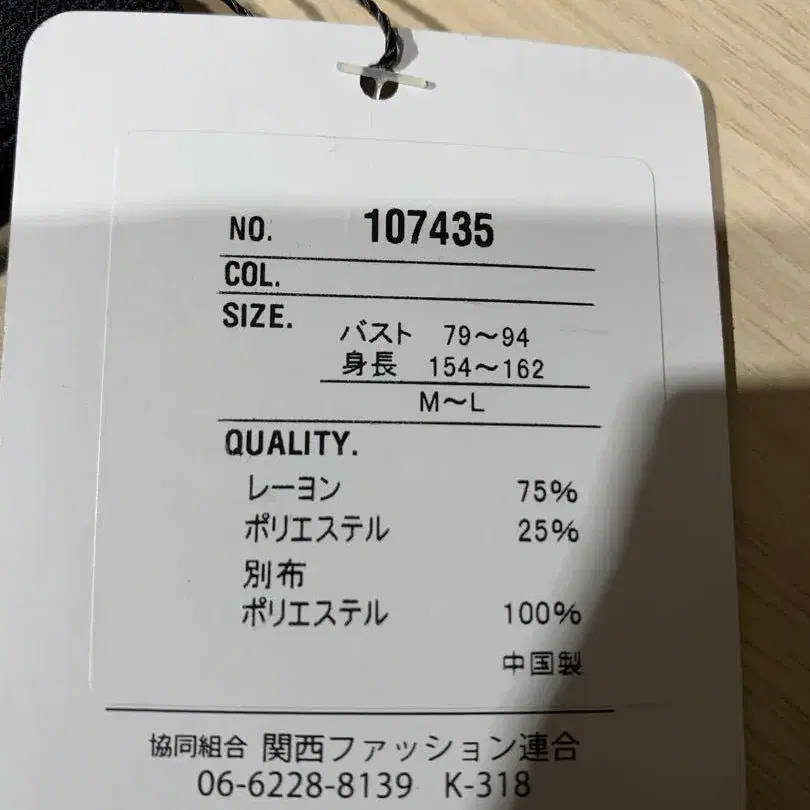 NO. 107435
COL.
SIZE.
バスト 79〜94
身長 154〜162
M〜L
QUALITY.
レーヨン 75%
ポリエステル 25%
別布
ポリエステル 100%
中国製
協同組合 関西ファッション連合
06-6228-8139 K-318